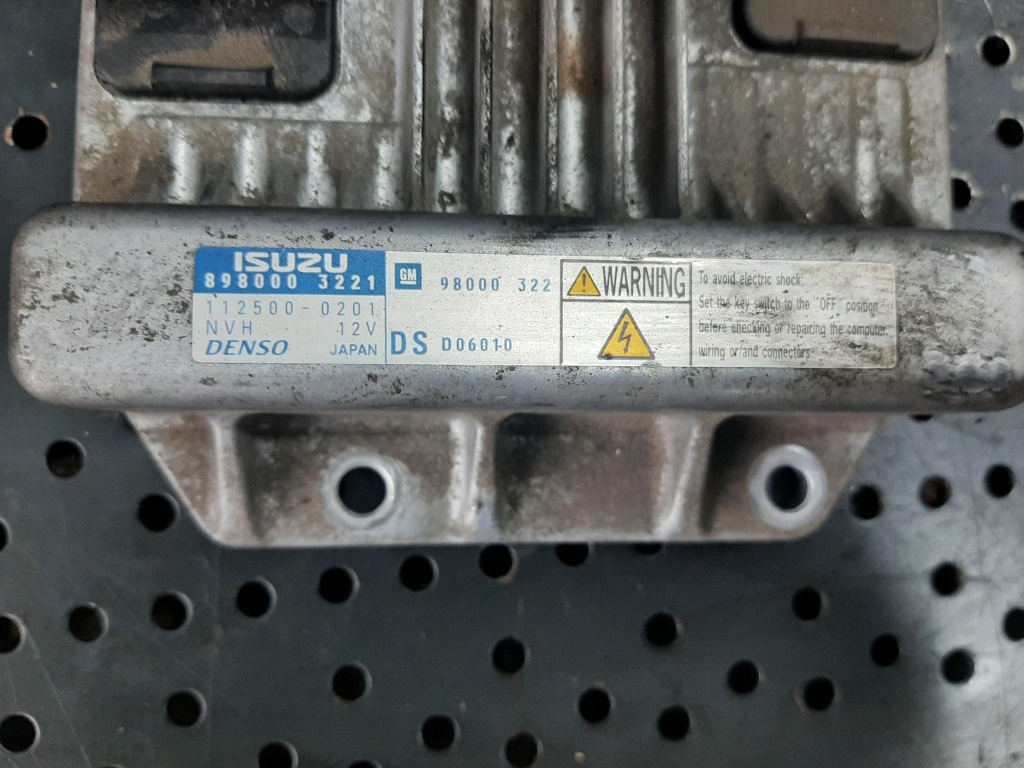 ISUZU
898000 3221
112500-0201
NVH 12V
DENSO JAPAN
GM 98000 322
DS D06010
WARNING
To avoid electric shock:
Set the key switch to the "OFF" position
before checking or repairing the computer
wiring or/and connectors.